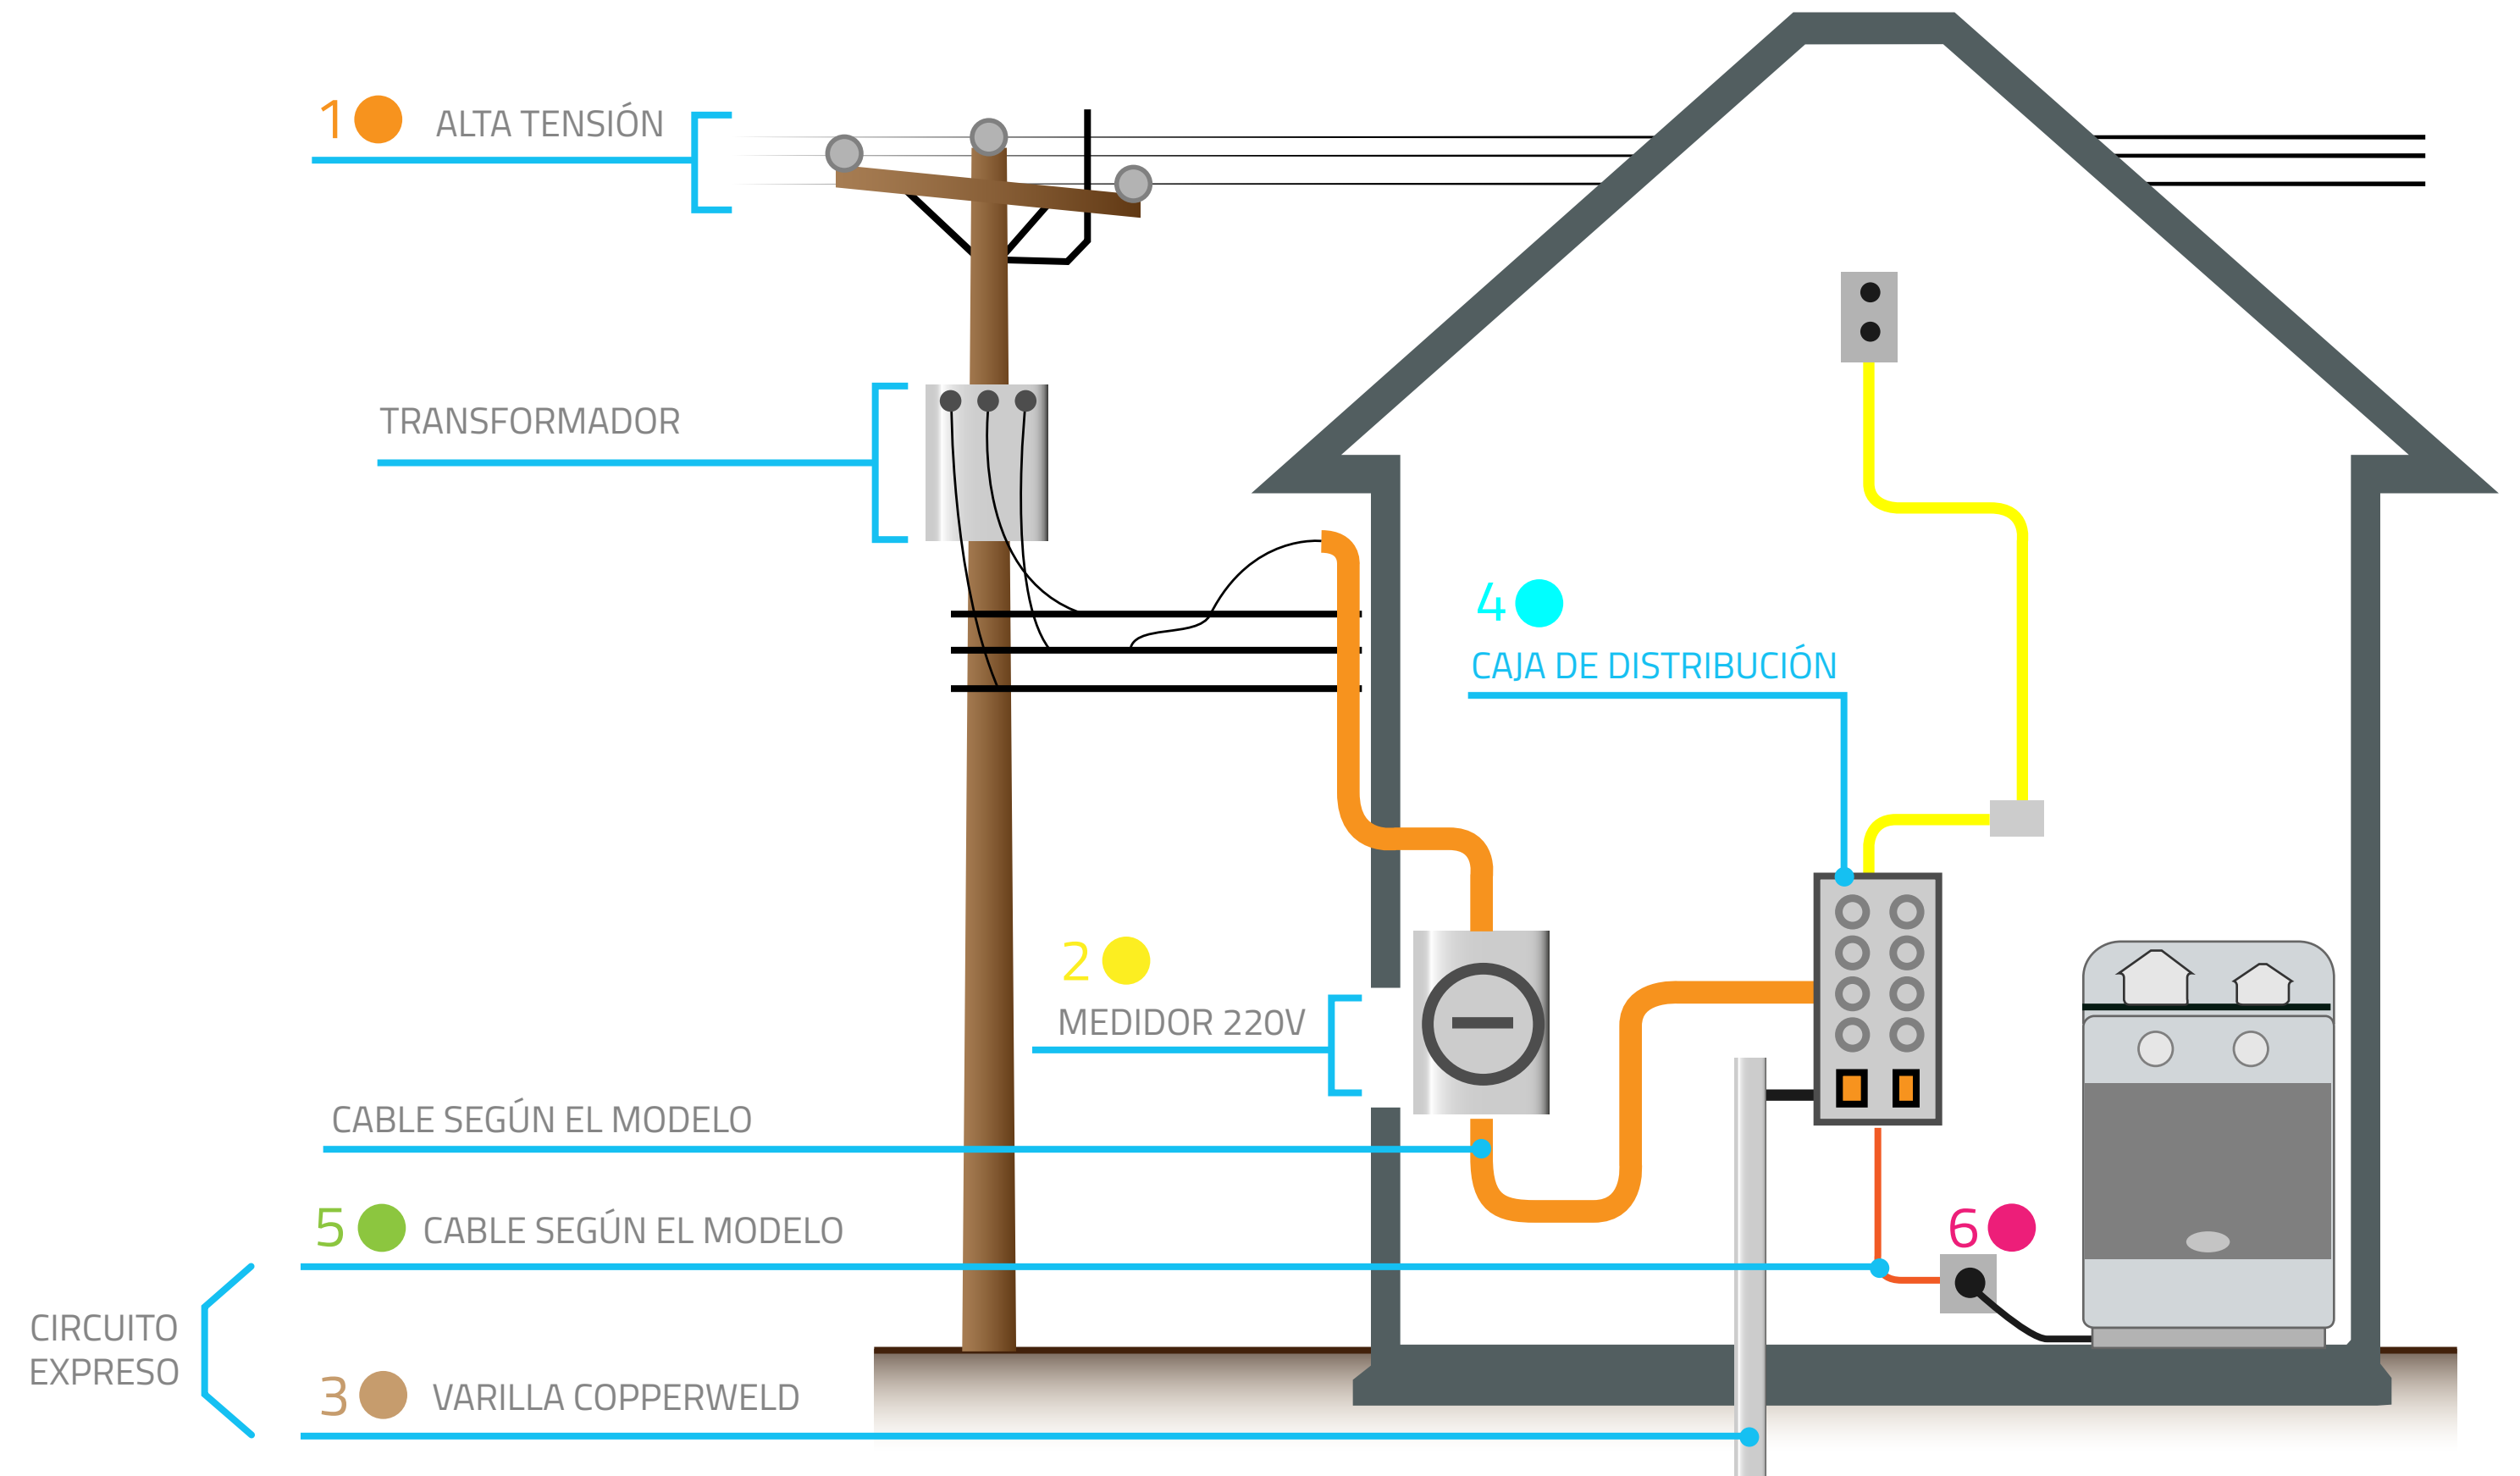 1 ALTA TENSIÓN
TRANSFORMADOR
4
CAJA DE DISTRIBUCIÓN
2
MEDIDOR 220V
CABLE SEGÚN EL MODELO
5 CABLE SEGÚN EL MODELO
6
CIRCUITO
EXPRESO
3 VARILLA COPPERWELD